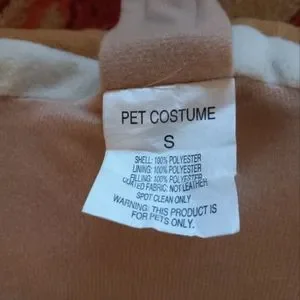 PET COSTUME
S
SHELL: 100% POLYESTER
LINING: 100% POLYESTER
FILLING: 100% POLYESTER
COATED FABRIC: NOT LEATHER
SPOT CLEAN ONLY
WARNING: THIS PRODUCT IS
FOR PETS ONLY.